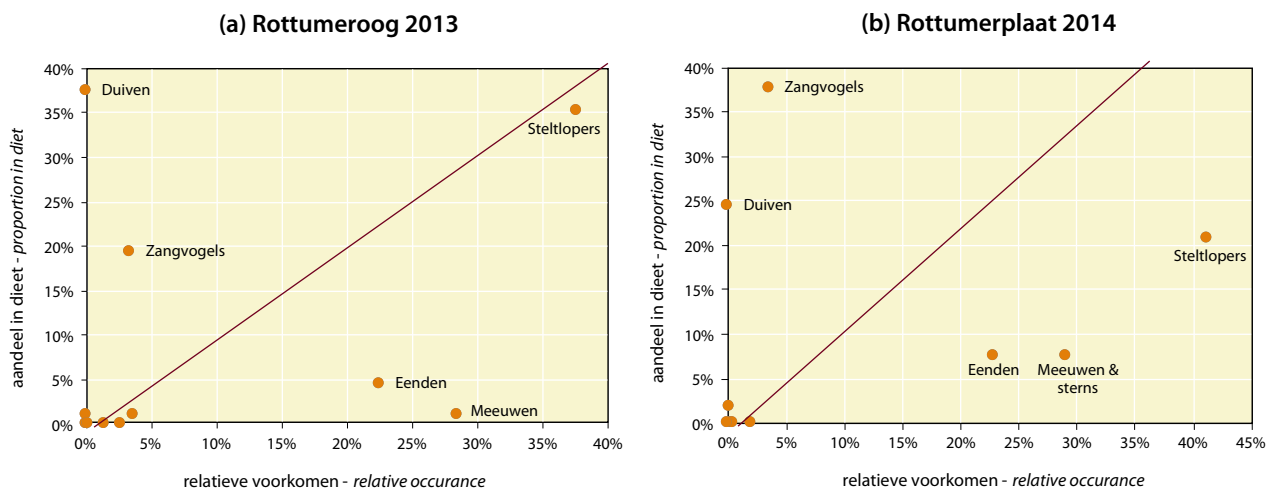 (a) Rottumeroog 2013
40%
35%
30%
25%
20%
15%
10%
5%
0%
aandeel in dieet - proportion in diet
Duiven
Steltlopers
Zangvogels
Eenden
Meeuwen
0% 5% 10% 15% 20% 25% 30% 35% 40%
relatieve voorkomen - relative occurance
(b) Rottumerplaat 2014
40%
35%
30%
25%
20%
15%
10%
5%
0%
aandeel in dieet - proportion in diet
Zangvogels
Duiven
Steltlopers
Eenden
Meeuwen &
sterns
0% 5% 10% 15% 20% 25% 30% 35% 40% 45%
relatieve voorkomen - relative occurance